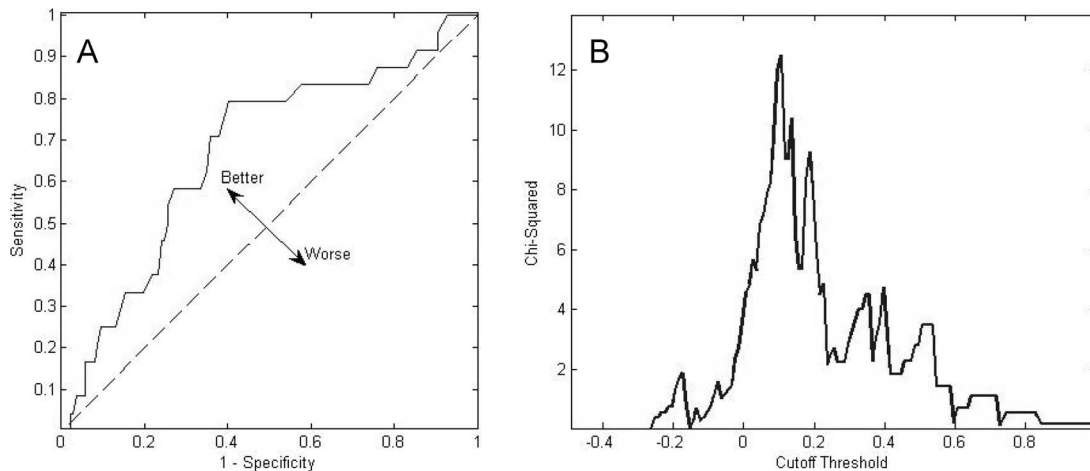 A
1
0.9
0.8
0.7
0.6
0.5
0.4
0.3
0.2
0.1
Sensitivity
Better
Worse
0 0.2 0.4 0.6 0.8 1
1 - Specificity
B
12
10
8
6
4
2
Chi-Squared
-0.4 -0.2 0 0.2 0.4 0.6 0.8
Cutoff Threshold